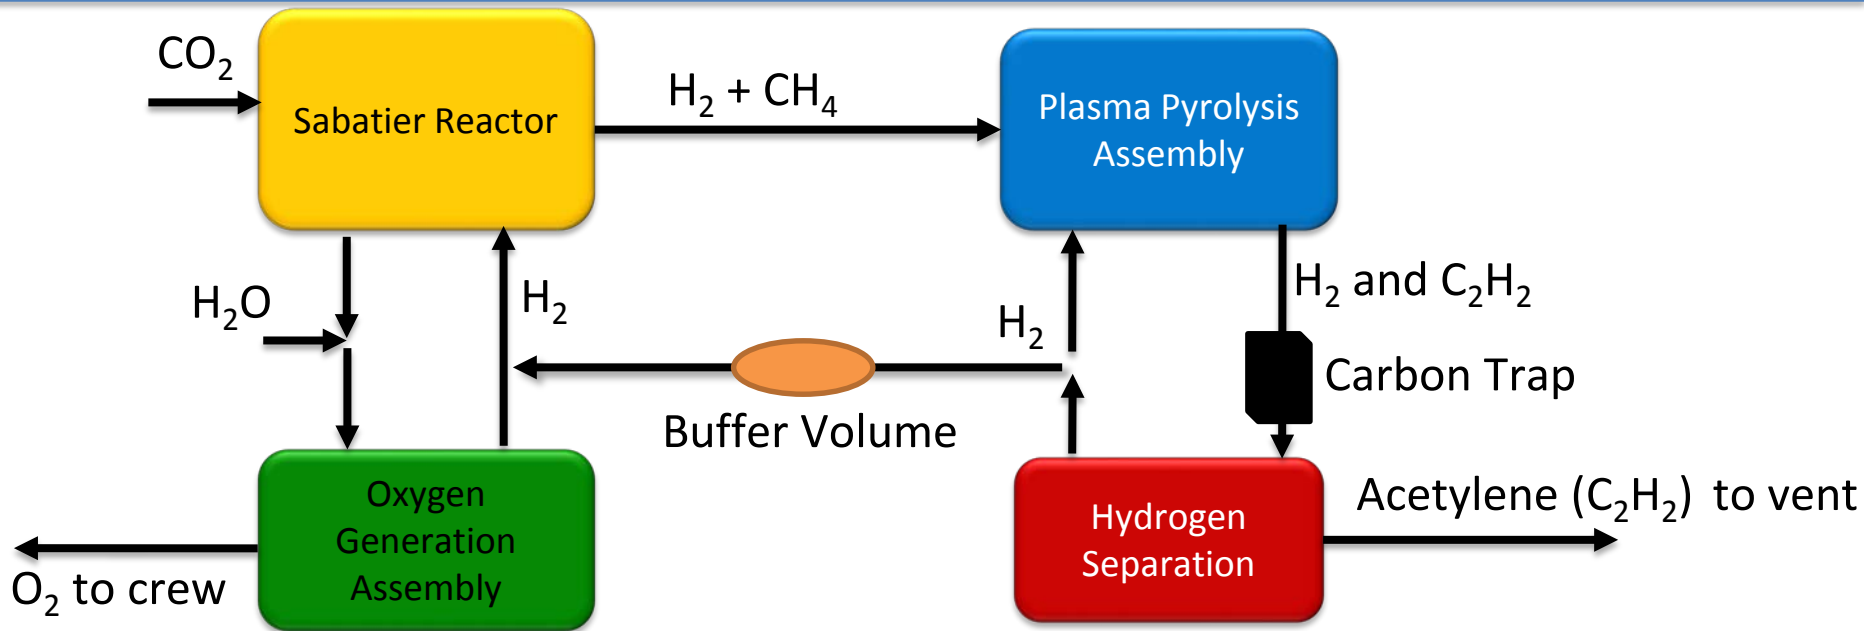 CO₂
Sabatier Reactor
H₂ + CH₄
Plasma Pyrolysis
Assembly
H₂O
H₂
H₂
H₂ and C₂H₂
Carbon Trap
Buffer Volume
Oxygen
Generation
Assembly
Hydrogen
Separation
Acetylene (C₂H₂) to vent
O₂ to crew